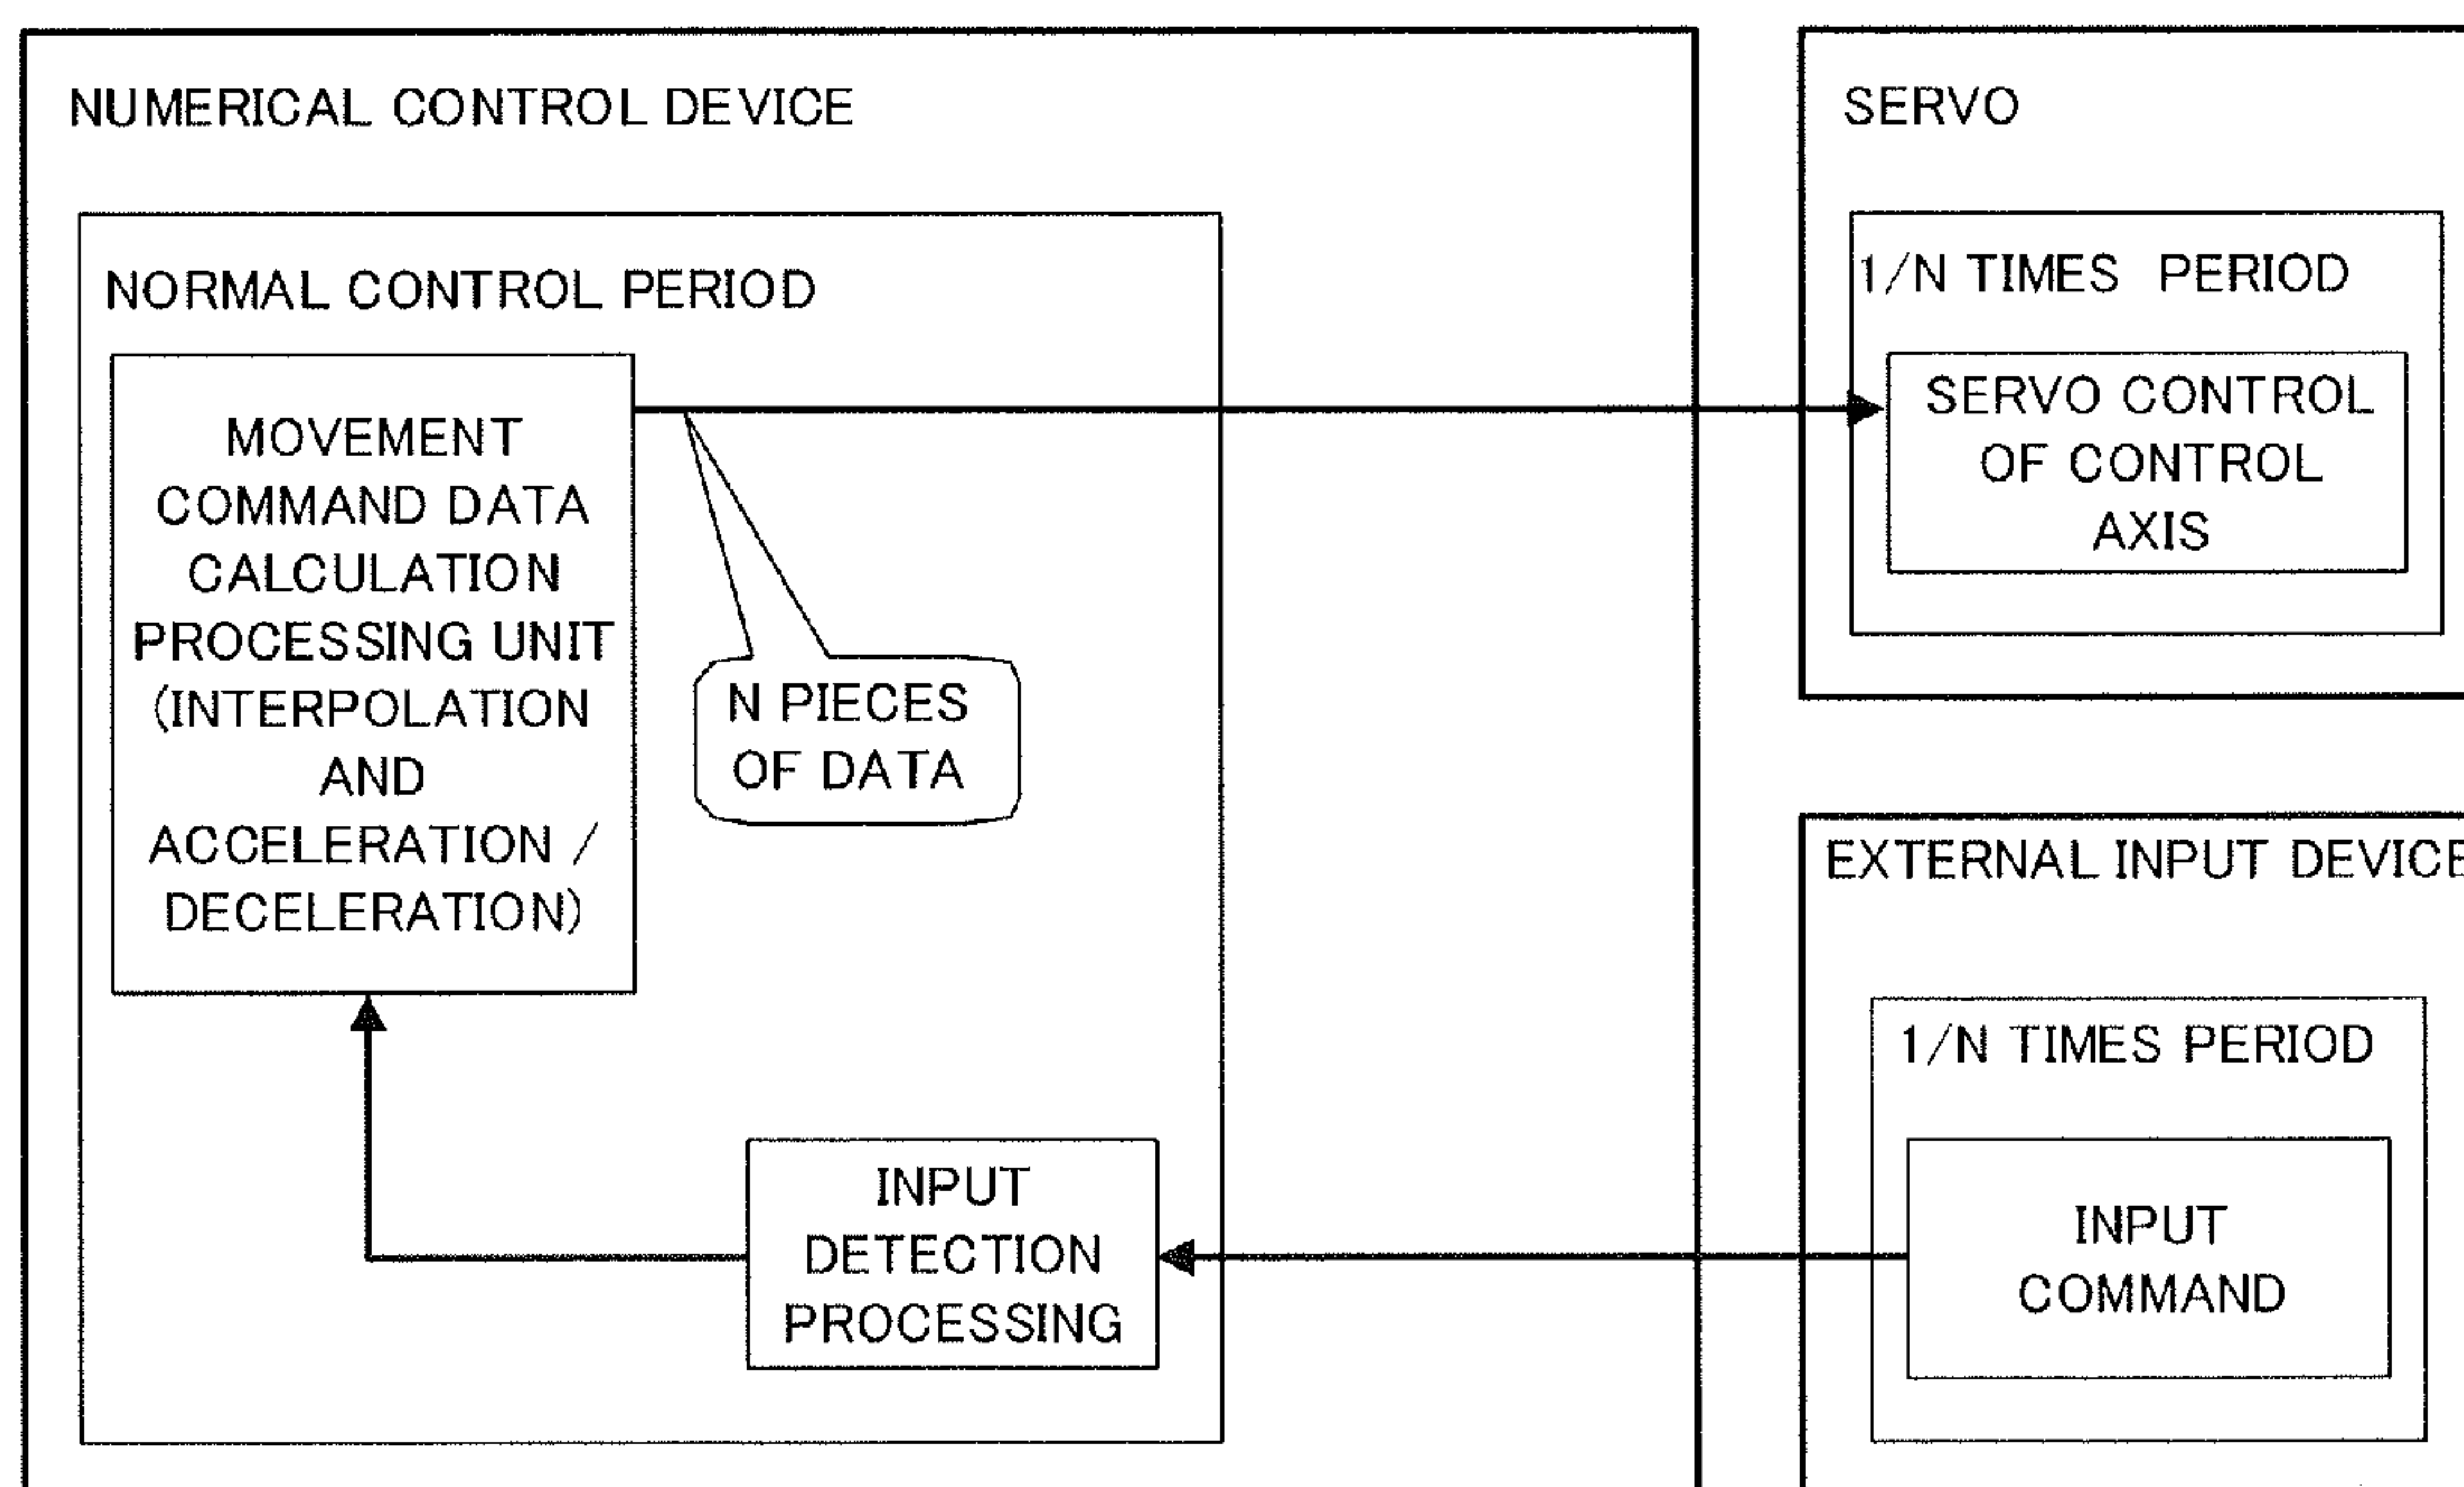 NUMERICAL CONTROL DEVICE
NORMAL CONTROL PERIOD
MOVEMENT
COMMAND DATA
CALCULATION
PROCESSING UNIT
(INTERPOLATION
AND
ACCELERATION /
DECELERATION)
N PIECES
OF DATA
INPUT
DETECTION
PROCESSING
SERVO
1/N TIMES PERIOD
SERVO CONTROL
OF CONTROL
AXIS
EXTERNAL INPUT DEVICE
1/N TIMES PERIOD
INPUT
COMMAND